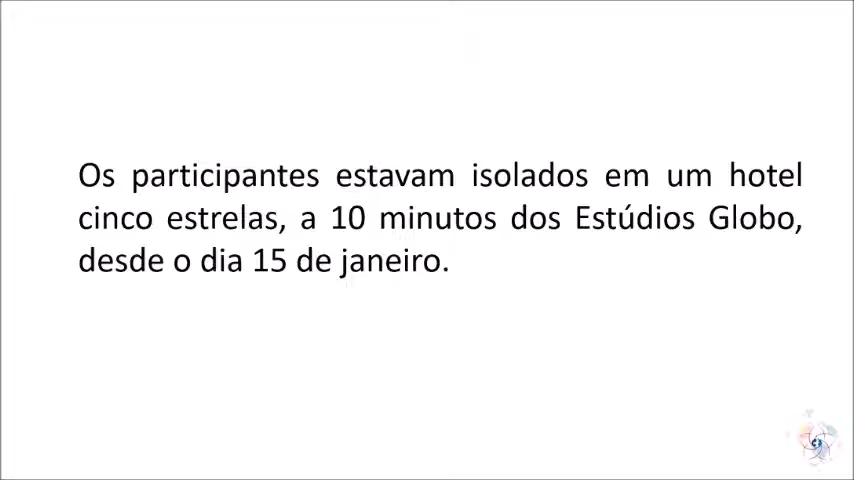 Os participantes estavam isolados em um hotel
cinco estrelas, a 10 minutos dos Estúdios Globo,
desde o dia 15 de janeiro.